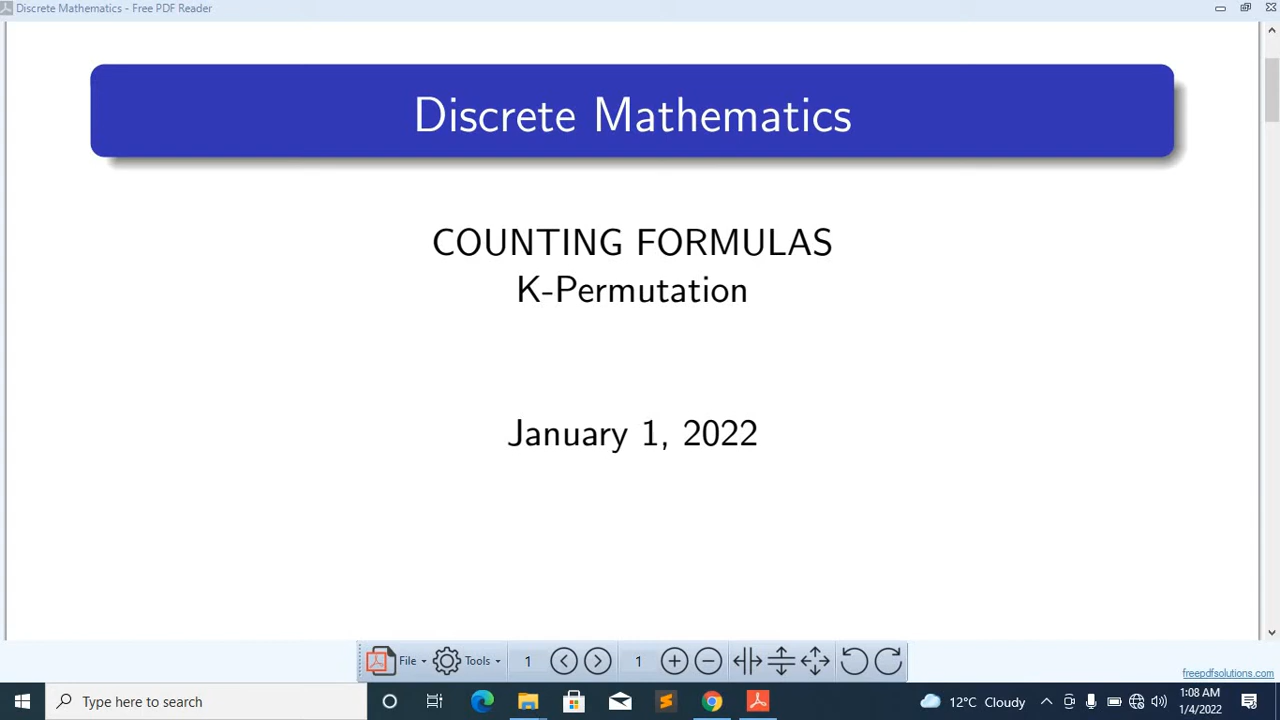 Discrete Mathematics - Free PDF Reader
Discrete Mathematics
COUNTING FORMULAS
K-Permutation
January 1, 2022
File
Tools
1
1
freepdfsolutions.com
Type here to search
12°C Cloudy
1:08 AM
1/4/2022